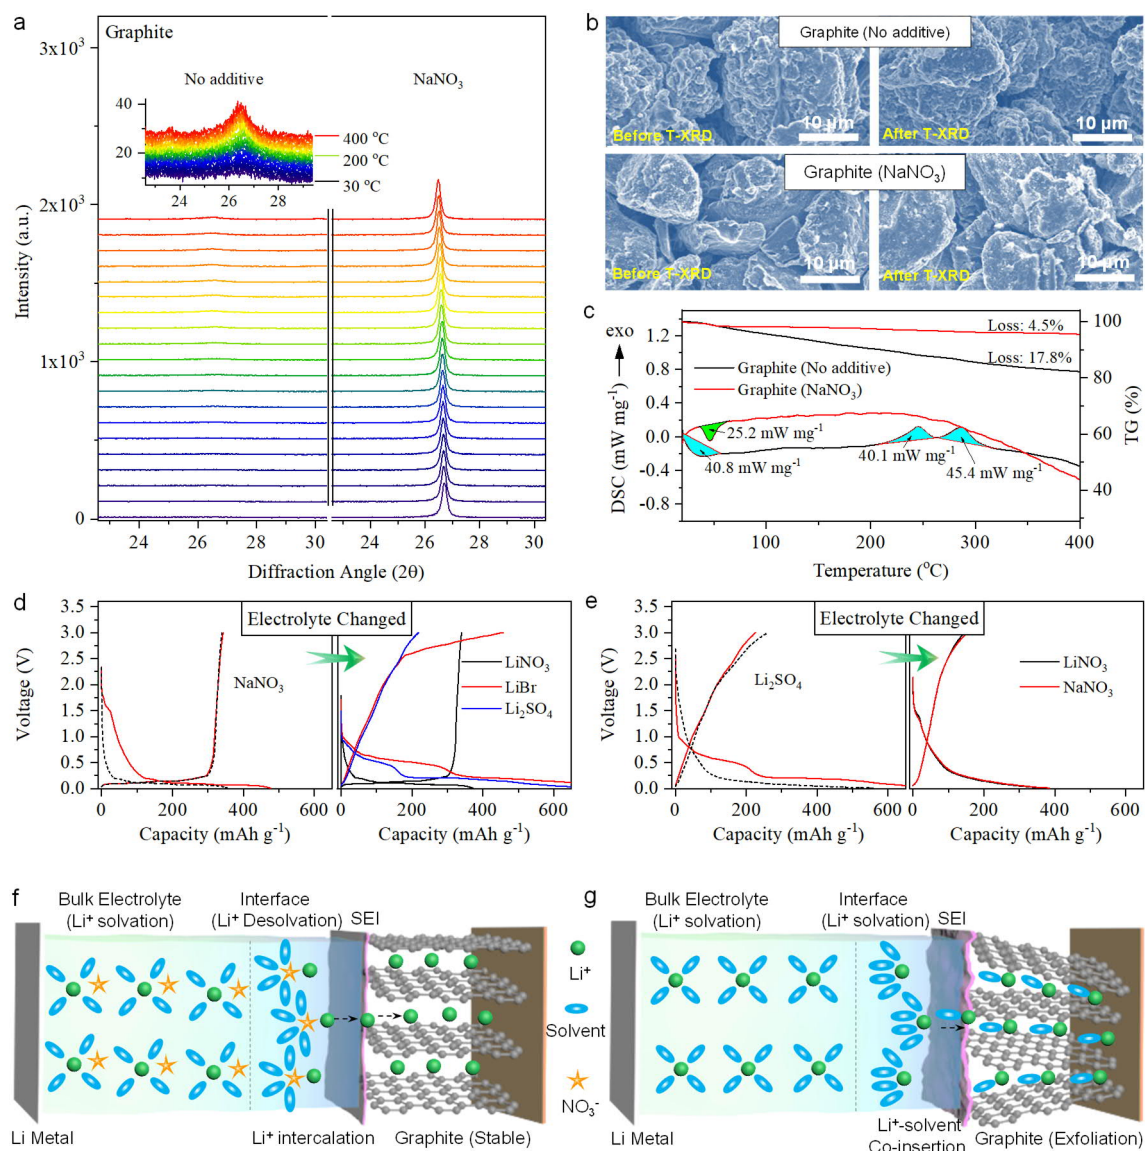 a
Graphite
3x10³
2x10³
1x10³
0
Intensity (a.u.)
No additive
NaNO₃
40
20
24 26 28
400 °C
200 °C
30 °C
24 26 28 30
24 26 28 30
Diffraction Angle (2θ)
b
Graphite (No additive)
Before T-XRD
10 µm
After T-XRD
10 µm
Graphite (NaNO₃)
Before T-XRD
10 µm
After T-XRD
10 µm
c
exo
DSC (mW mg⁻¹)
1.2
0.8
0.4
0.0
-0.4
-0.8
Loss: 4.5%
Loss: 17.8%
Graphite (No additive)
Graphite (NaNO₃)
25.2 mW mg⁻¹
40.8 mW mg⁻¹
40.1 mW mg⁻¹
45.4 mW mg⁻¹
100
80
60
40
TG (%)
100 200 300 400
Temperature (°C)
d
Voltage (V)
3.5
3.0
2.5
2.0
1.5
1.0
0.5
0.0
Electrolyte Changed
NaNO₃
LiNO₃
LiBr
Li₂SO₄
0 200 400 600
0 200 400 600
Capacity (mAh g⁻¹)
Capacity (mAh g⁻¹)
e
Voltage (V)
3.5
3.0
2.5
2.0
1.5
1.0
0.5
0.0
Electrolyte Changed
Li₂SO₄
LiNO₃
NaNO₃
0 200 400 600
0 200 400 600
Capacity (mAh g⁻¹)
Capacity (mAh g⁻¹)
f
Bulk Electrolyte
(Li⁺ solvation)
Interface
(Li⁺ Desolvation)
SEI
Li Metal
Li⁺ intercalation
Graphite (Stable)
Li⁺
Solvent
NO₃⁻
g
Bulk Electrolyte
(Li⁺ solvation)
Interface
(Li⁺ solvation)
SEI
Li Metal
Li⁺-solvent
Co-insertion
Graphite (Exfoliation)